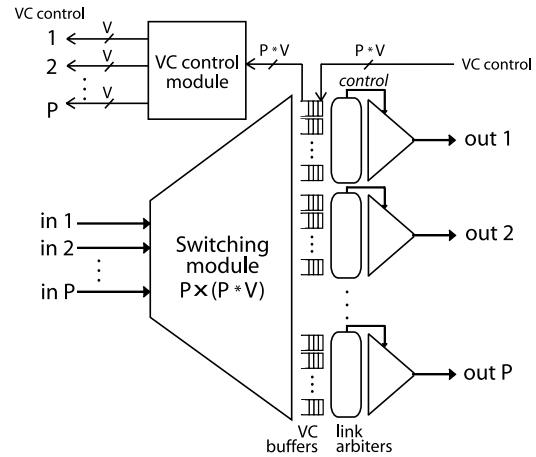 VC control
1
V
2
V
P
V
VC control
module
P * V
P * V
VC control
control
in 1
in 2
in P
Switching
module
P×(P * V)
out 1
out 2
out P
VC
buffers
link
arbiters